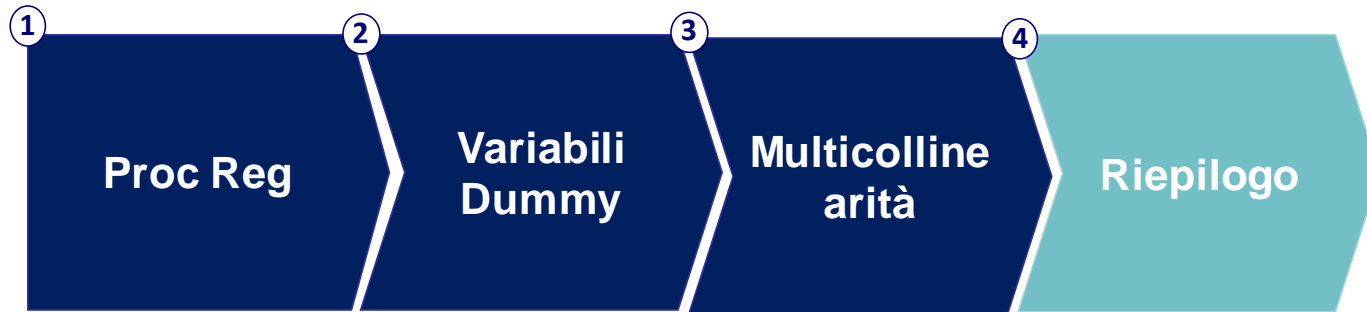 1
Proc Reg
2
Variabili
Dummy
3
Multicolline
arità
4
Riepilogo